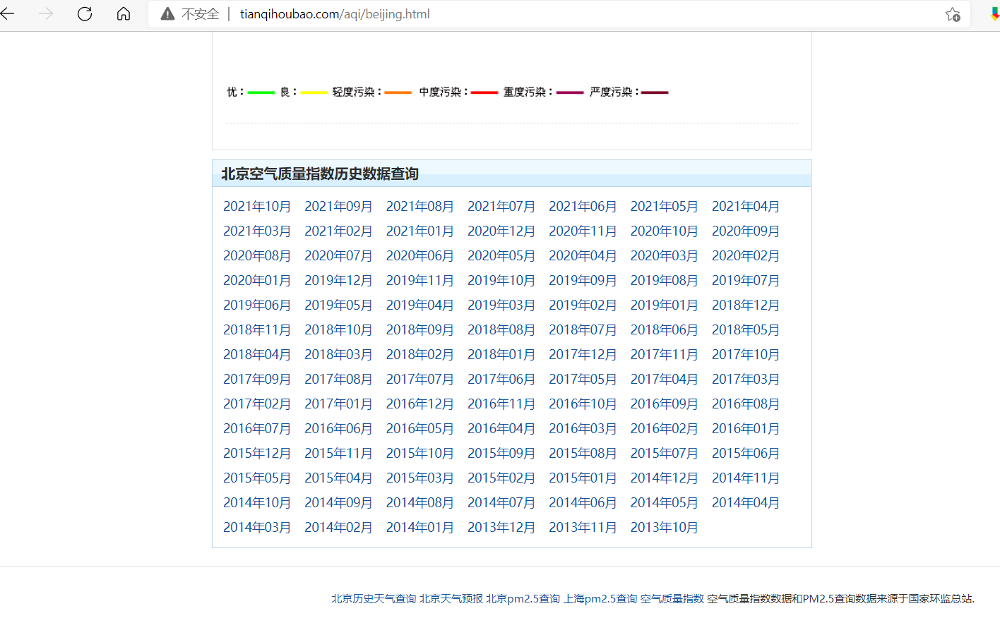 不安全 | tianqihoubao.com/aqi/beijing.html
优： 良： 轻度污染： 中度污染： 重度污染： 严度污染：
北京空气质量指数历史数据查询
2021年10月 2021年09月 2021年08月 2021年07月 2021年06月 2021年05月 2021年04月
2021年03月 2021年02月 2021年01月 2020年12月 2020年11月 2020年10月 2020年09月
2020年08月 2020年07月 2020年06月 2020年05月 2020年04月 2020年03月 2020年02月
2020年01月 2019年12月 2019年11月 2019年10月 2019年09月 2019年08月 2019年07月
2019年06月 2019年05月 2019年04月 2019年03月 2019年02月 2019年01月 2018年12月
2018年11月 2018年10月 2018年09月 2018年08月 2018年07月 2018年06月 2018年05月
2018年04月 2018年03月 2018年02月 2018年01月 2017年12月 2017年11月 2017年10月
2017年09月 2017年08月 2017年07月 2017年06月 2017年05月 2017年04月 2017年03月
2017年02月 2017年01月 2016年12月 2016年11月 2016年10月 2016年09月 2016年08月
2016年07月 2016年06月 2016年05月 2016年04月 2016年03月 2016年02月 2016年01月
2015年12月 2015年11月 2015年10月 2015年09月 2015年08月 2015年07月 2015年06月
2015年05月 2015年04月 2015年03月 2015年02月 2015年01月 2014年12月 2014年11月
2014年10月 2014年09月 2014年08月 2014年07月 2014年06月 2014年05月 2014年04月
2014年03月 2014年02月 2014年01月 2013年12月 2013年11月 2013年10月
北京历史天气查询 北京天气预报 北京pm2.5查询 上海pm2.5查询 空气质量指数 空气质量指数数据和PM2.5查询数据来源于国家环监总站.